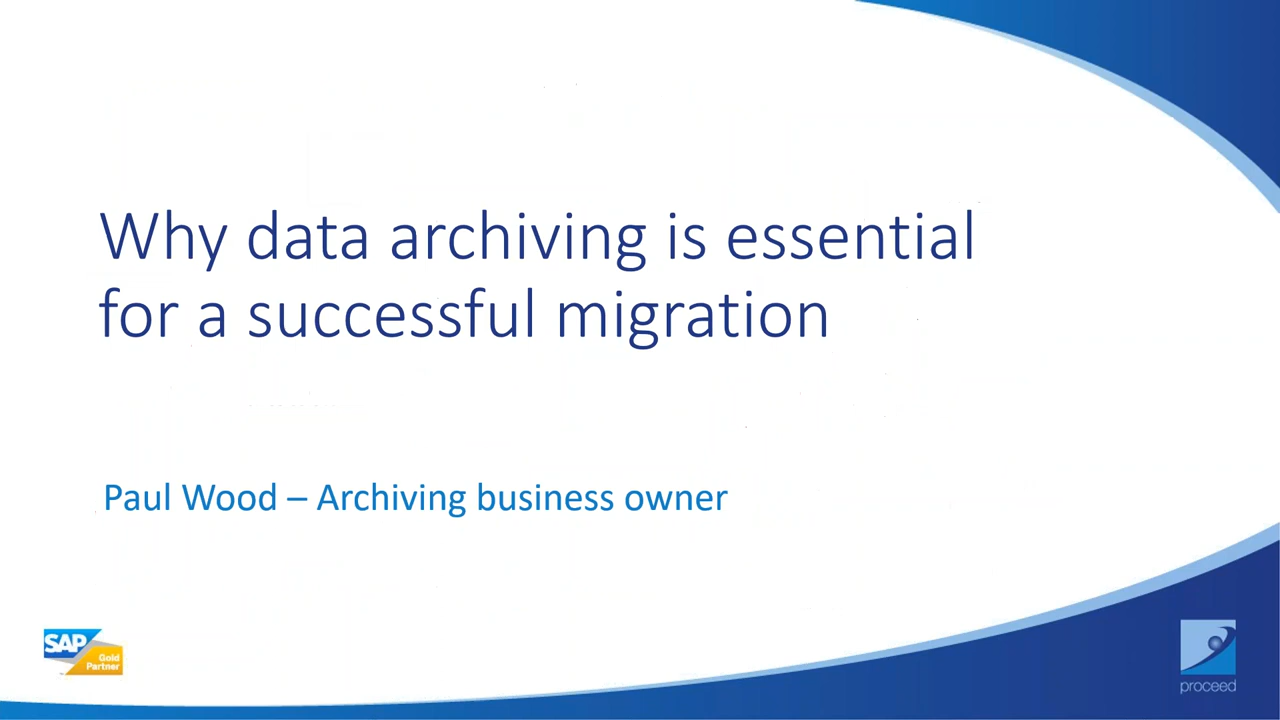 Why data archiving is essential
for a successful migration
Paul Wood – Archiving business owner
SAP
Gold
Partner
proceed